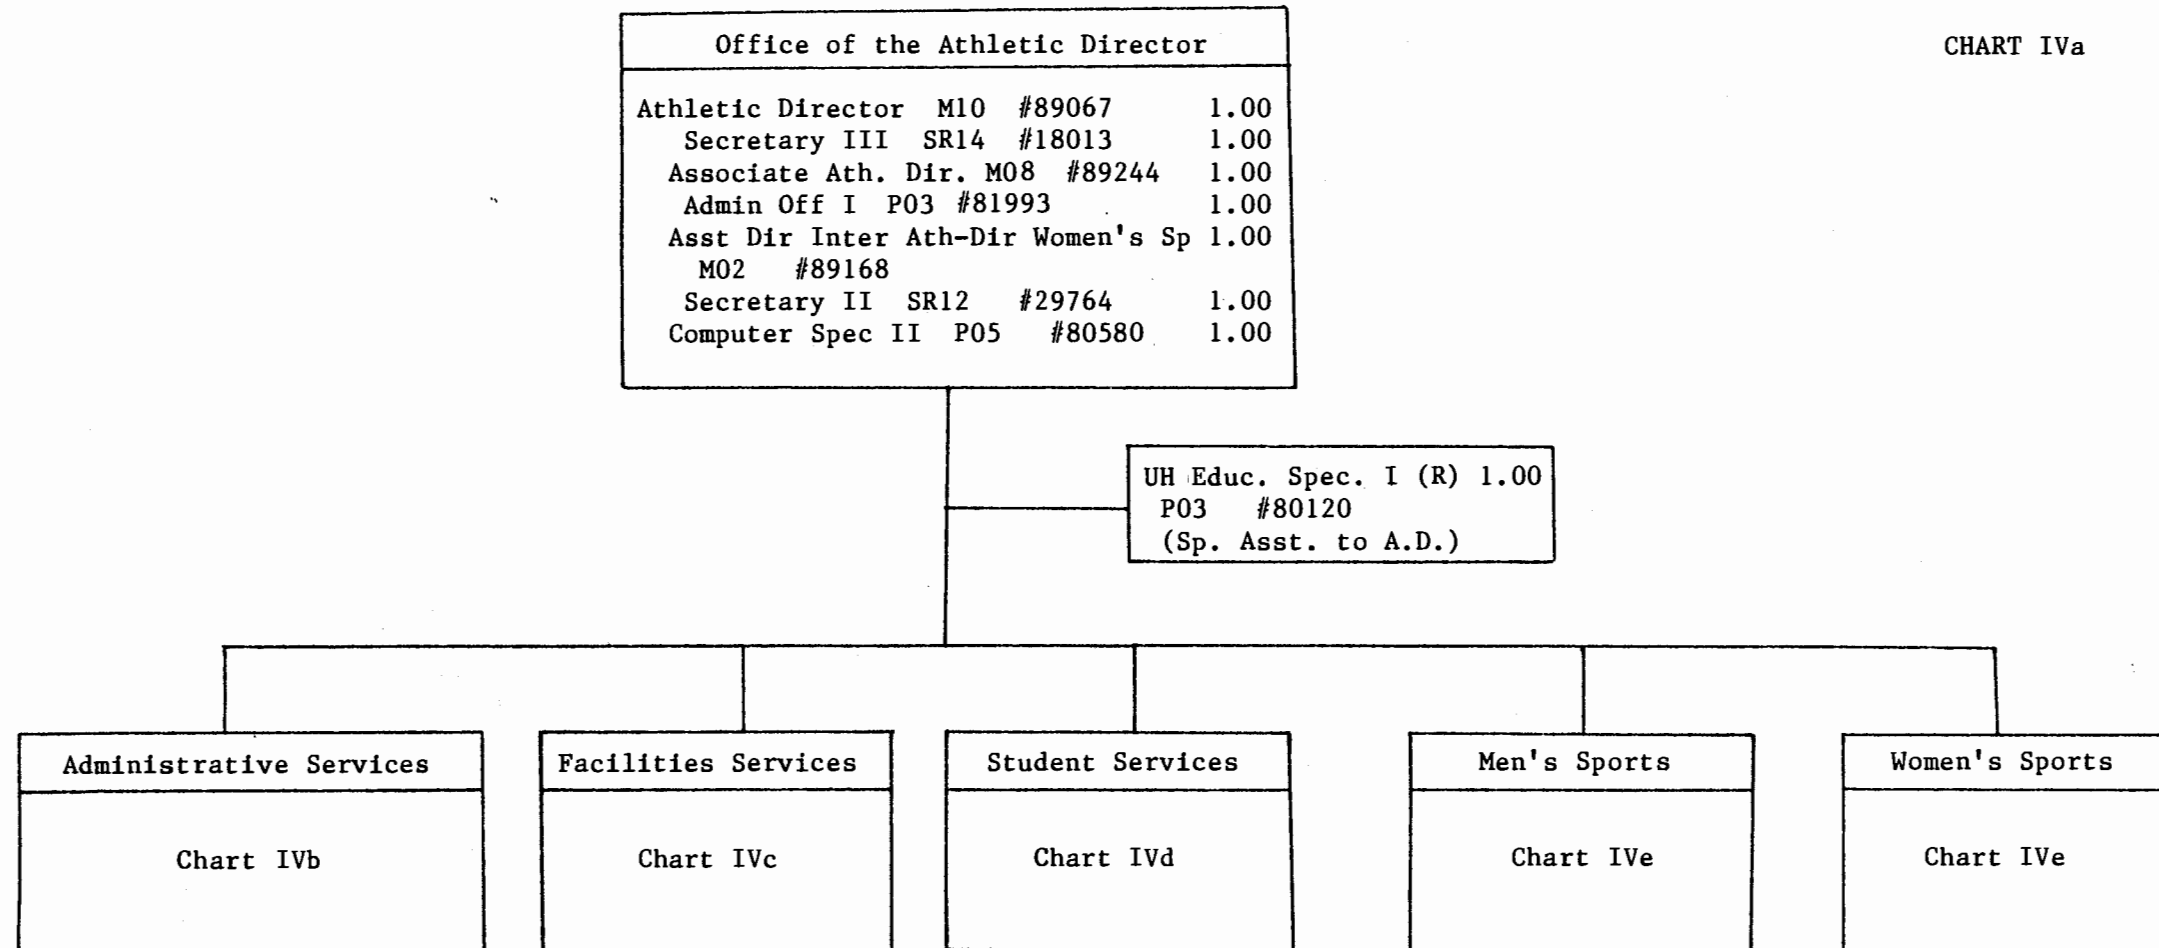 Office of the Athletic Director
CHART IVa
Athletic Director M10 #89067 1.00
Secretary III SR14 #18013 1.00
Associate Ath. Dir. M08 #89244 1.00
Admin Off I P03 #81993 1.00
Asst Dir Inter Ath-Dir Women's Sp 1.00
M02 #89168
Secretary II SR12 #29764 1.00
Computer Spec II P05 #80580 1.00
UH Educ. Spec. I (R) 1.00
P03 #80120
(Sp. Asst. to A.D.)
Administrative Services
Chart IVb
Facilities Services
Chart IVc
Student Services
Chart IVd
Men's Sports
Chart IVe
Women's Sports
Chart IVe